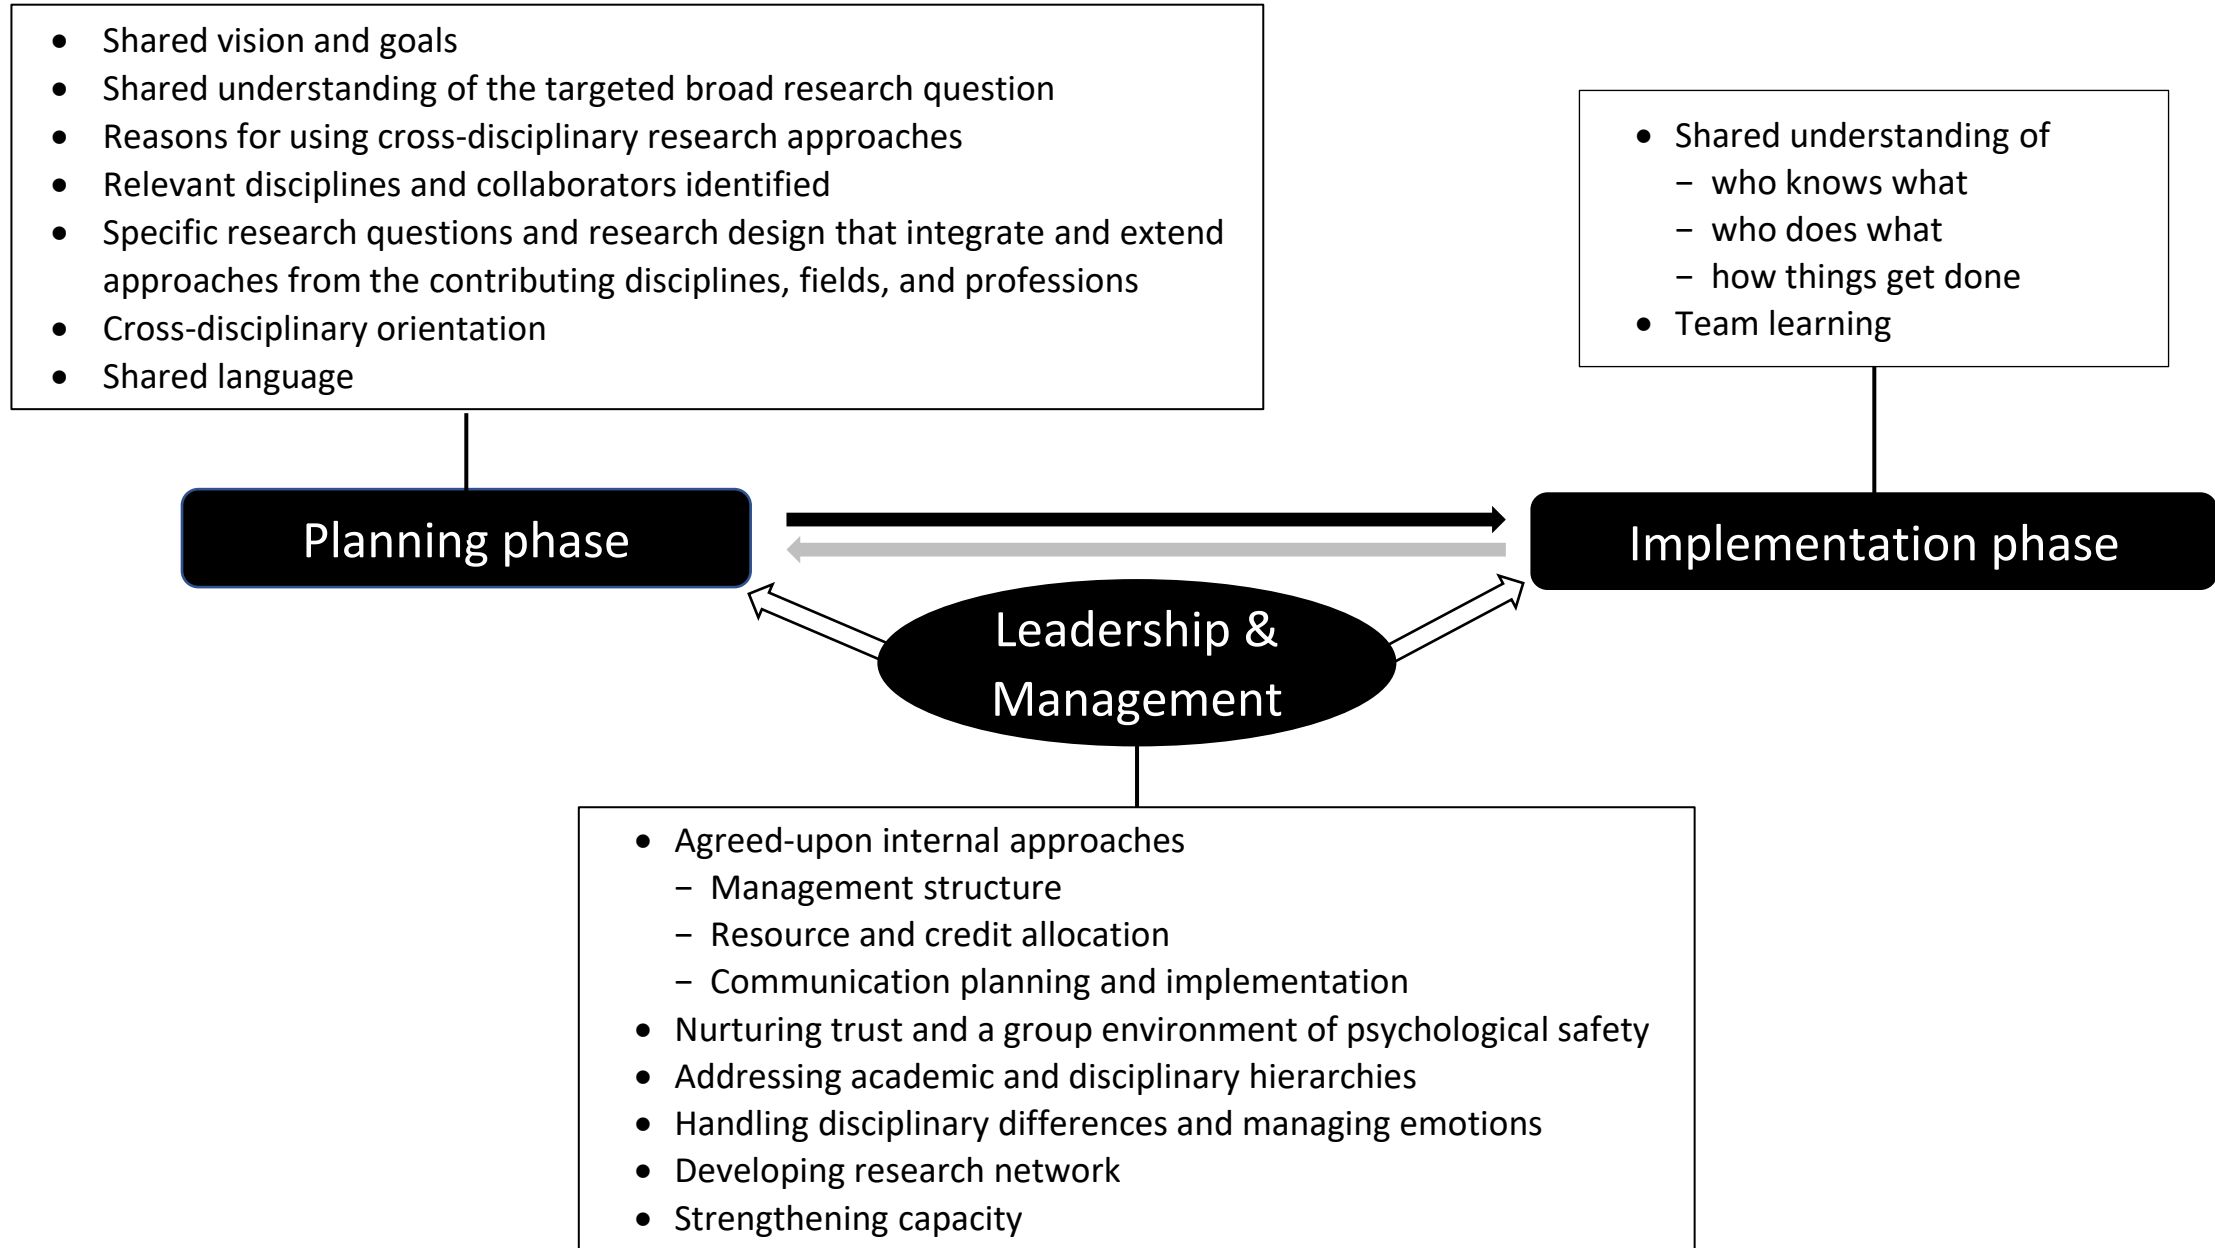 • Shared vision and goals
• Shared understanding of the targeted broad research question
• Reasons for using cross-disciplinary research approaches
• Relevant disciplines and collaborators identified
• Specific research questions and research design that integrate and extend
approaches from the contributing disciplines, fields, and professions
• Cross-disciplinary orientation
• Shared language
• Shared understanding of
− who knows what
− who does what
− how things get done
• Team learning
Planning phase
Implementation phase
Leadership &
Management
• Agreed-upon internal approaches
− Management structure
− Resource and credit allocation
− Communication planning and implementation
• Nurturing trust and a group environment of psychological safety
• Addressing academic and disciplinary hierarchies
• Handling disciplinary differences and managing emotions
• Developing research network
• Strengthening capacity